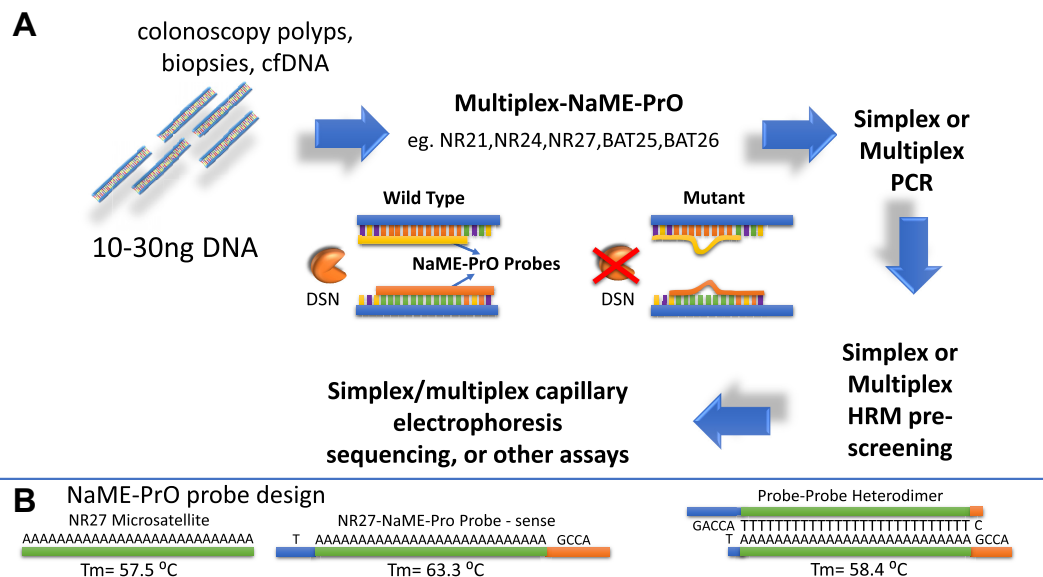 A
colonoscopy polyps,
biopsies, cfDNA
10-30ng DNA
Multiplex-NaME-PrO
eg. NR21,NR24,NR27,BAT25,BAT26
Wild Type
Mutant
NaME-PrO Probes
DSN
DSN
Simplex or
Multiplex
PCR
Simplex or
Multiplex
HRM pre-
screening
Simplex/multiplex capillary
electrophoresis
sequencing, or other assays
B
NaME-PrO probe design
NR27 Microsatellite
AAAAAAAAAAAAAAAAAAAAAAAAAAA
Tm= 57.5 ⁰C
NR27-NaME-Pro Probe - sense
T AAAAAAAAAAAAAAAAAAAAAAAAAAA GCCA
Tm= 63.3 ⁰C
Probe-Probe Heterodimer
GACCA TTTTTTTTTTTTTTTTTTTTTTTTTTT C
T AAAAAAAAAAAAAAAAAAAAAAAAAAA GCCA
Tm= 58.4 ⁰C